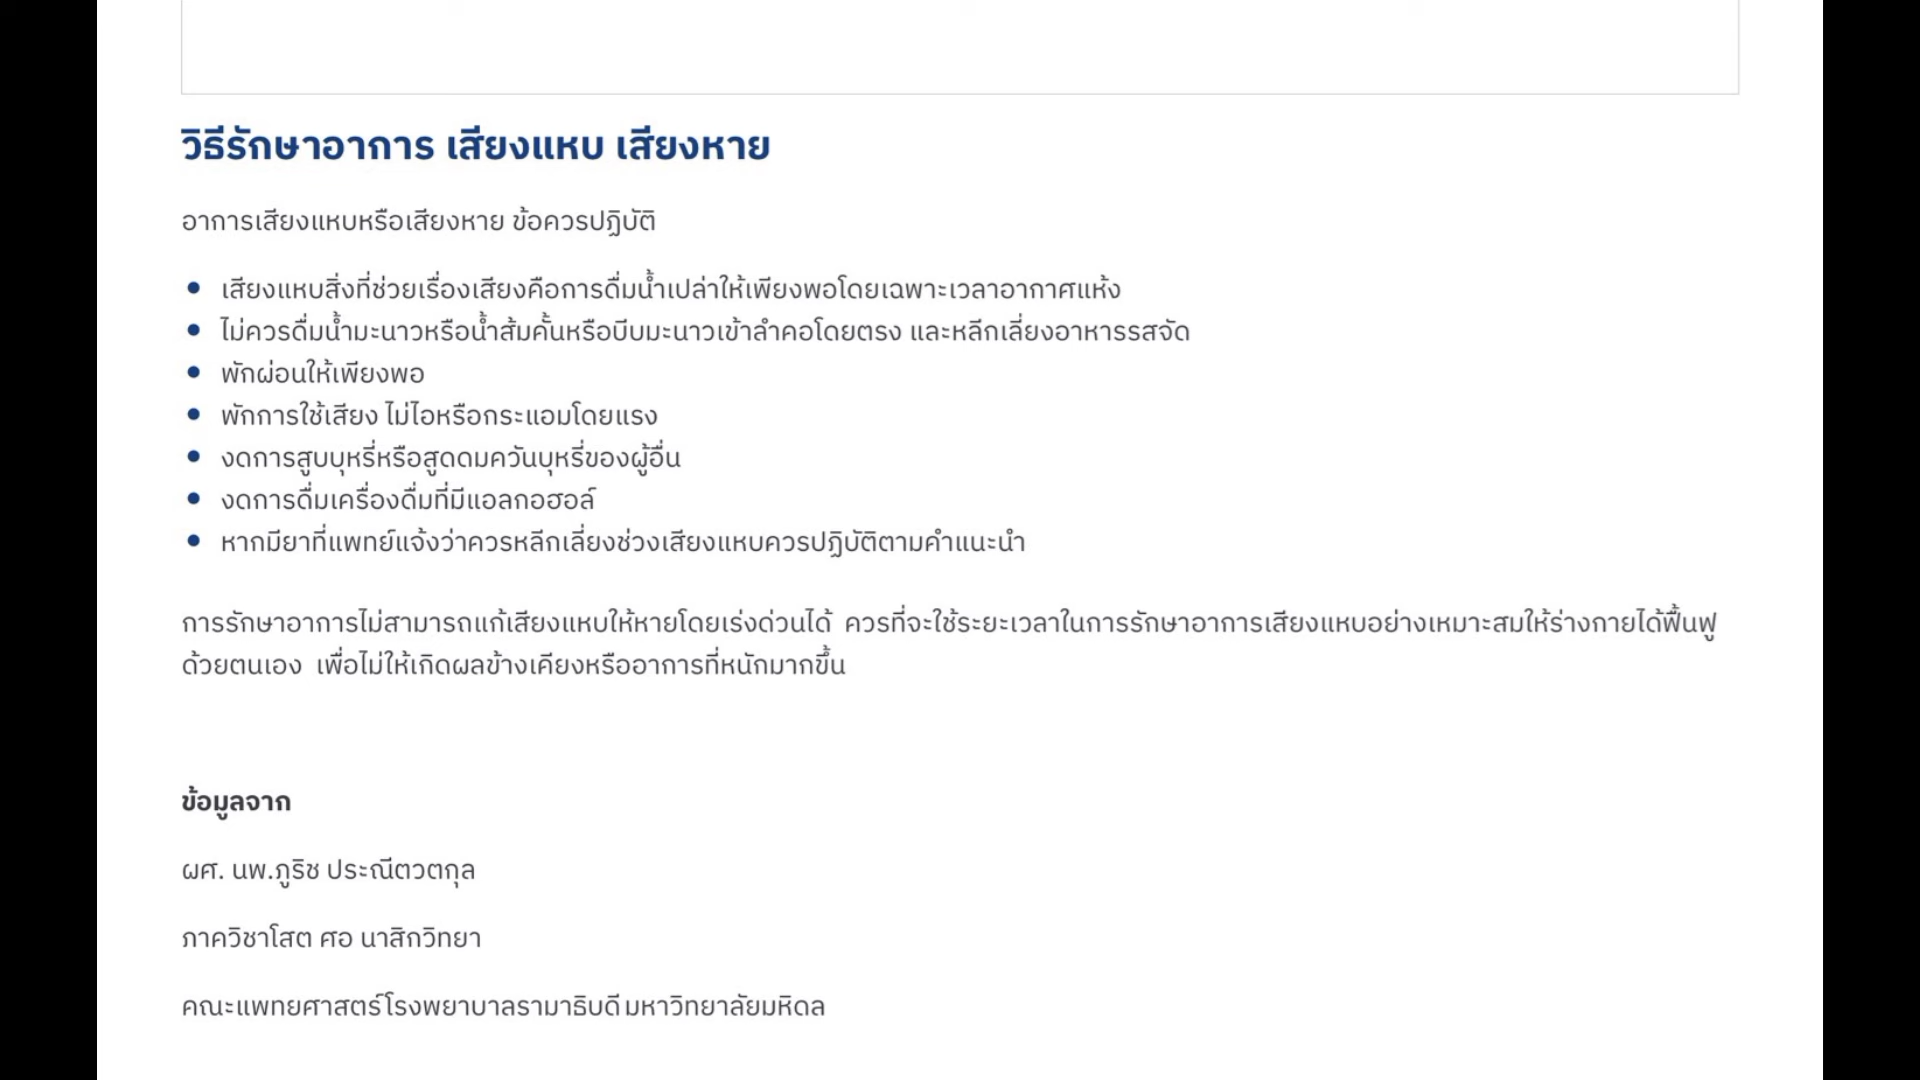 วิธีรักษาอาการ เสียงแหบ เสียงหาย
อาการเสียงแหบหรือเสียงหาย ข้อควรปฏิบัติ
เสียงแหบสิ่งที่ช่วยเรื่องเสียงคือการดื่มน้ำเปล่าให้เพียงพอโดยเฉพาะเวลาอากาศแห้ง
ไม่ควรดื่มน้ำมะนาวหรือน้ำส้มคั้นหรือบีบมะนาวเข้าลำคอโดยตรง และหลีกเลี่ยงอาหารรสจัด
พักผ่อนให้เพียงพอ
พักการใช้เสียง ไม่ไอหรือกระแอมโดยแรง
งดการสูบบุหรี่หรือสูดดมควันบุหรี่ของผู้อื่น
งดการดื่มเครื่องดื่มที่มีแอลกอฮอล์
หากมียาที่แพทย์แจ้งว่าควรหลีกเลี่ยงช่วงเสียงแหบควรปฏิบัติตามคำแนะนำ
การรักษาอาการไม่สามารถแก้เสียงแหบให้หายโดยเร่งด่วนได้  ควรที่จะใช้ระยะเวลาในการรักษาอาการเสียงแหบอย่างเหมาะสมให้ร่างกายได้ฟื้นฟู
ด้วยตนเอง  เพื่อไม่ให้เกิดผลข้างเคียงหรืออาการที่หนักมากขึ้น
ข้อมูลจาก
ผศ. นพ.ภูริช ประณีตวตกุล
ภาควิชาโสต ศอ นาสิกวิทยา
คณะแพทยศาสตร์โรงพยาบาลรามาธิบดี มหาวิทยาลัยมหิดล